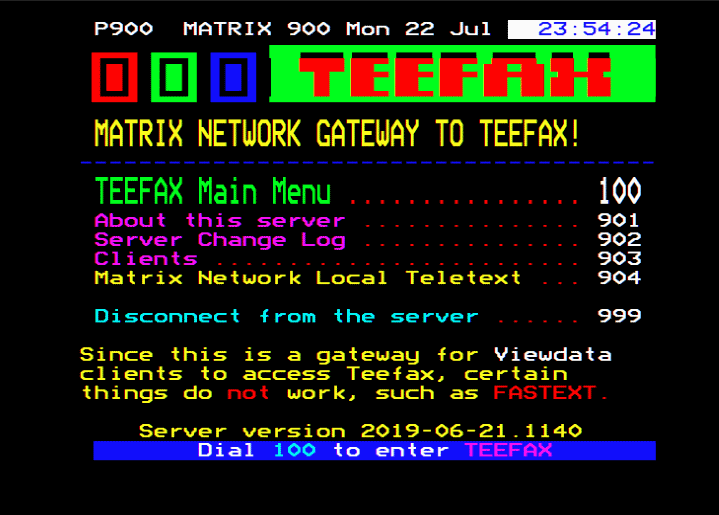 P900 MATRIX 900 Mon 22 Jul 23:54:24
TEEFAX
MATRIX NETWORK GATEWAY TO TEEFAX!
TEEFAX Main Menu ................ 100
About this server ............... 901
Server Change Log ............... 902
Clients ......................... 903
Matrix Network Local Teletext ... 904
Disconnect from the server ...... 999
Since this is a gateway for Viewdata
clients to access Teefax, certain
things do not work, such as FASTEXT.
Server version 2019-06-21.1140
Dial 100 to enter TEEFAX